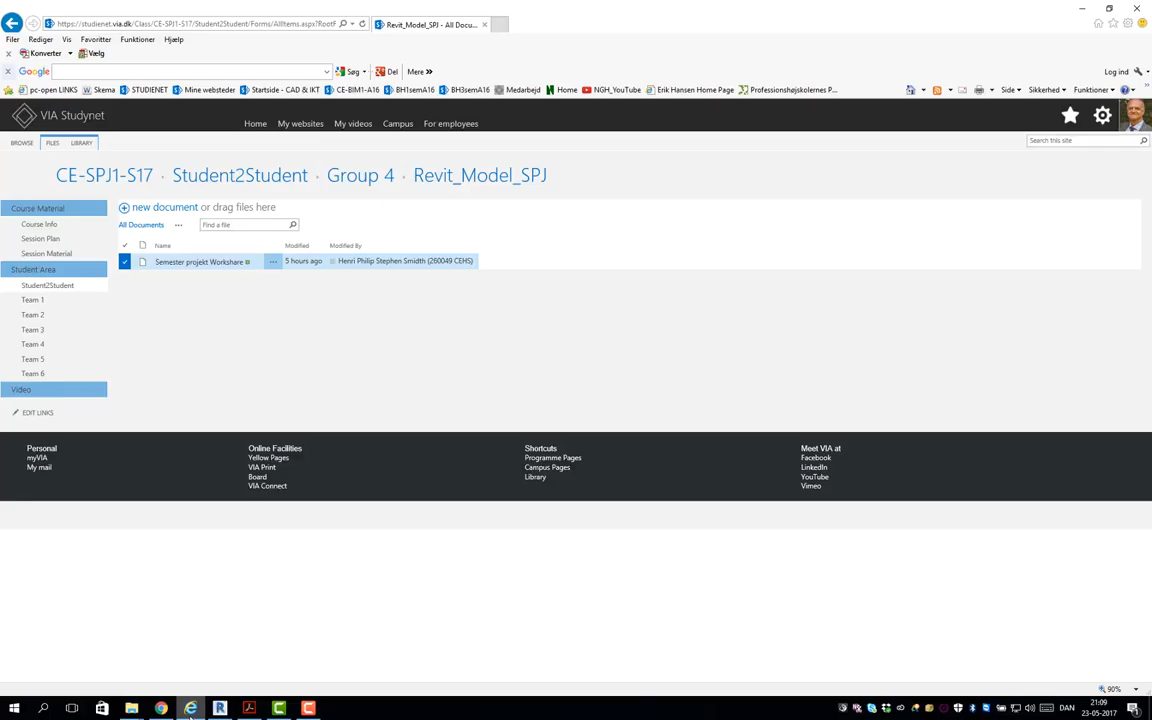 https://studienet.via.dk/Class/CE-SPJ1-S17/Student2Student/Forms/AllItems.aspx?RootF
Revit_Model_SPJ - All Docu...
Filer Rediger Vis Favoritter Funktioner Hjælp
Konverter Vælg
Google Søg Del Mere » Log ind
pc-open LINKS Skema STUDIENET Mine websteder Startside - CAD & IKT CE-BIM1-A16 BH1semA16 BH3semA16 Medarbejd Home NGH_YouTube Erik Hansen Home Page Professionshøjskolernes P... Side Sikkerhed Funktioner
VIA Studynet
Home My websites My videos Campus For employees
BROWSE FILES LIBRARY
Search this site
CE-SPJ1-S17 · Student2Student · Group 4 · Revit_Model_SPJ
Course Material
Course Info
Session Plan
Session Material
Student Area
Student2Student
Team 1
Team 2
Team 3
Team 4
Team 5
Team 6
Video
EDIT LINKS
new document or drag files here
All Documents ... Find a file
Name Modified Modified By
Semester projekt Workshare ... 5 hours ago Henri Philip Stephen Smidth (260049 CEHS)
Personal
myVIA
My mail
Online Facilities
Yellow Pages
VIA Print
Board
VIA Connect
Shortcuts
Programme Pages
Campus Pages
Library
Meet VIA at
Facebook
LinkedIn
YouTube
Vimeo
90%
DAN
21:09
23-05-2017